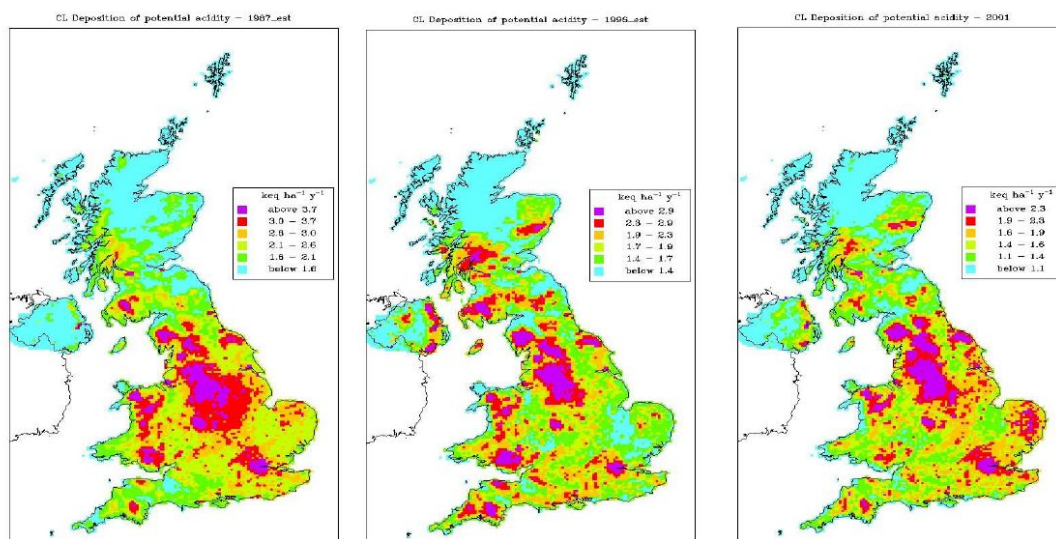 CL Deposition of potential acidity - 1987_est
keq ha⁻¹ y⁻¹
above 3.7
3.0 - 3.7
2.6 - 3.0
2.1 - 2.6
1.6 - 2.1
below 1.6
CL Deposition of potential acidity - 1995_est
keq ha⁻¹ y⁻¹
above 2.9
2.3 - 2.9
1.9 - 2.3
1.7 - 1.9
1.4 - 1.7
below 1.4
CL Deposition of potential acidity - 2001
keq ha⁻¹ y⁻¹
above 2.3
1.9 - 2.3
1.6 - 1.9
1.4 - 1.6
1.1 - 1.4
below 1.1